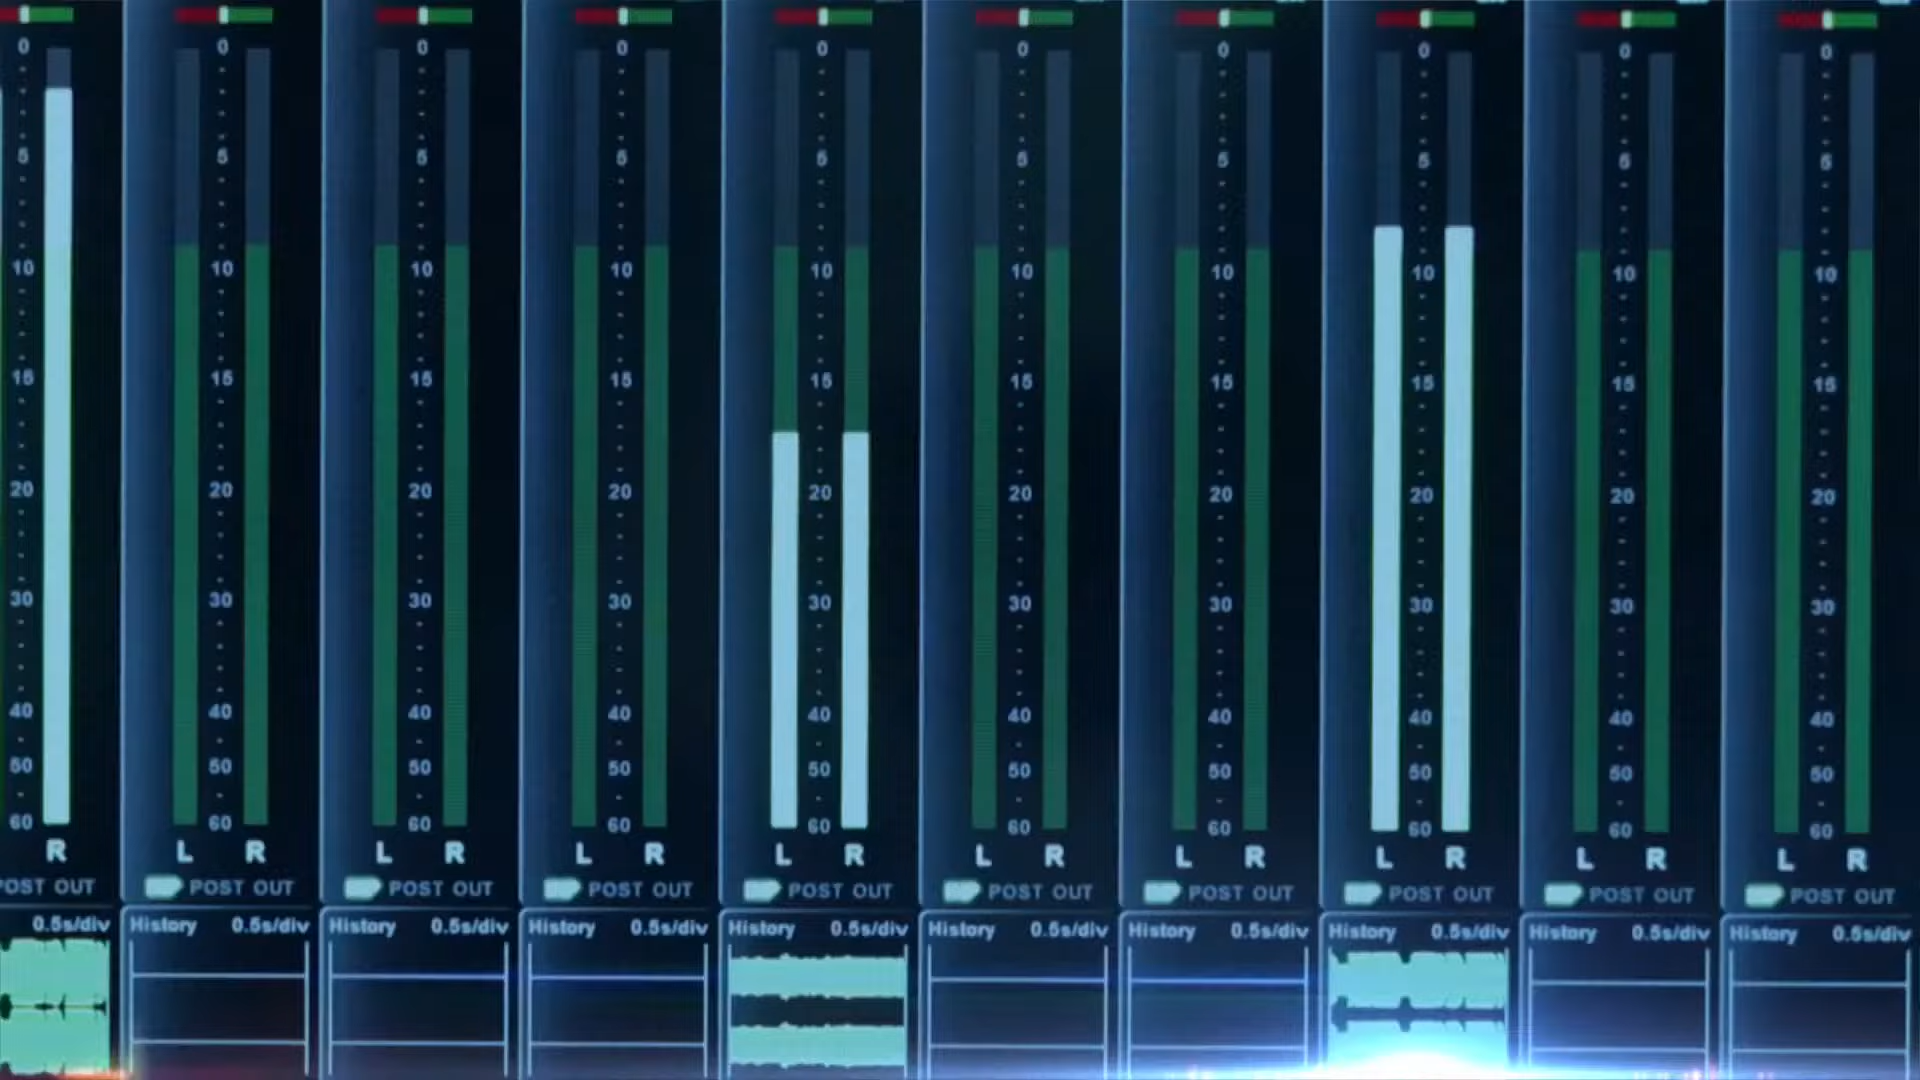 0 0 0 0 0 0 0 0 0 0
5 5 5 5 5 5 5 5 5 5
10 10 10 10 10 10 10 10 10 10
15 15 15 15 15 15 15 15 15 15
20 20 20 20 20 20 20 20 20 20
30 30 30 30 30 30 30 30 30 30
40 40 40 40 40 40 40 40 40 40
50 50 50 50 50 50 50 50 50 50
60 60 60 60 60 60 60 60 60 60
R L R L R L R L R L R L R L R L R L R
POST OUT POST OUT POST OUT POST OUT POST OUT POST OUT POST OUT POST OUT POST OUT POST OUT
0.5s/div History 0.5s/div History 0.5s/div History 0.5s/div History 0.5s/div History 0.5s/div History 0.5s/div History 0.5s/div History 0.5s/div History 0.5s/div